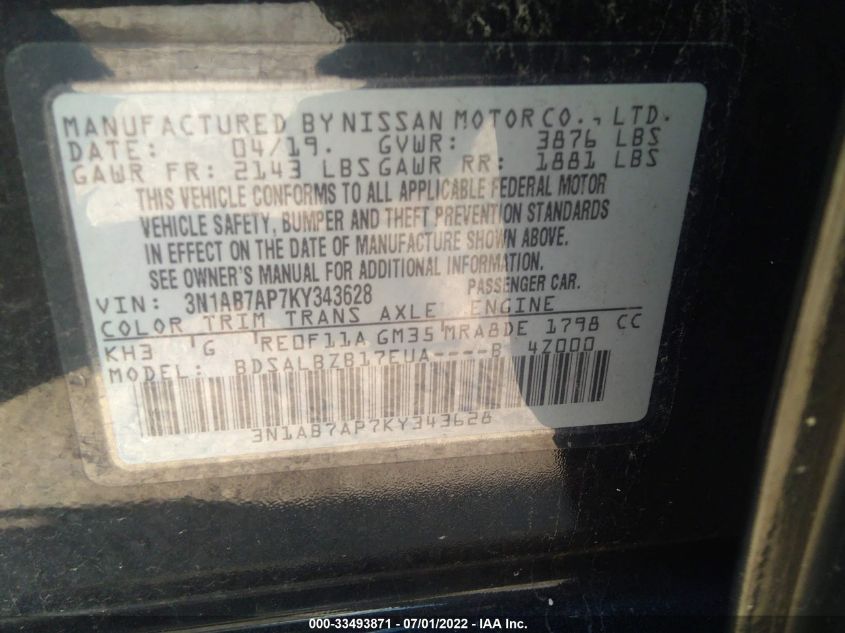 MANUFACTURED BY NISSAN MOTOR CO., LTD.
DATE: 04/19. GVWR: 3876 LBS
GAWR FR: 2143 LBS GAWR RR: 1881 LBS
THIS VEHICLE CONFORMS TO ALL APPLICABLE FEDERAL MOTOR
VEHICLE SAFETY, BUMPER AND THEFT PREVENTION STANDARDS
IN EFFECT ON THE DATE OF MANUFACTURE SHOWN ABOVE.
SEE OWNER'S MANUAL FOR ADDITIONAL INFORMATION.
VIN: 3N1AB7AP7KY343628 PASSENGER CAR.
COLOR TRIM TRANS AXLE ENGINE
KH3 G RE0F11A GM35 MRA8DE 1798 CC
MODEL: BDSALBZB17EUA----B 4Z000
3N1AB7AP7KY343628
000-33493871 - 07/01/2022 - IAA Inc.